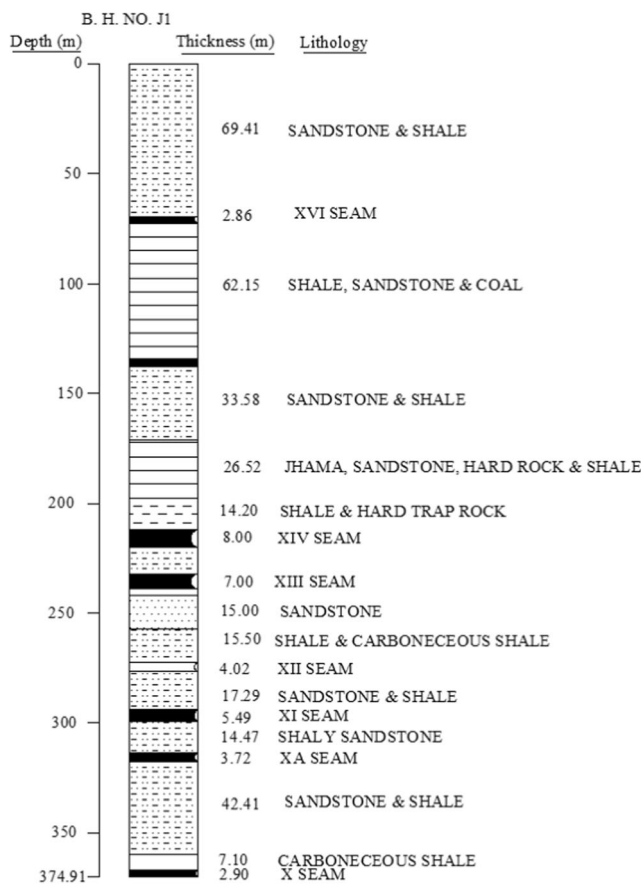 B. H. NO. J1
Depth (m) Thickness (m) Lithology
0
69.41 SANDSTONE & SHALE
50
2.86 XVI SEAM
100 62.15 SHALE, SANDSTONE & COAL
150 33.58 SANDSTONE & SHALE
26.52 JHAMA, SANDSTONE, HARD ROCK & SHALE
200 14.20 SHALE & HARD TRAP ROCK
8.00 XIV SEAM
7.00 XIII SEAM
250 15.00 SANDSTONE
15.50 SHALE & CARBONECEOUS SHALE
4.02 XII SEAM
17.29 SANDSTONE & SHALE
300 5.49 XI SEAM
14.47 SHALY SANDSTONE
3.72 XA SEAM
42.41 SANDSTONE & SHALE
350
7.10 CARBONECEOUS SHALE
374.91 2.90 X SEAM